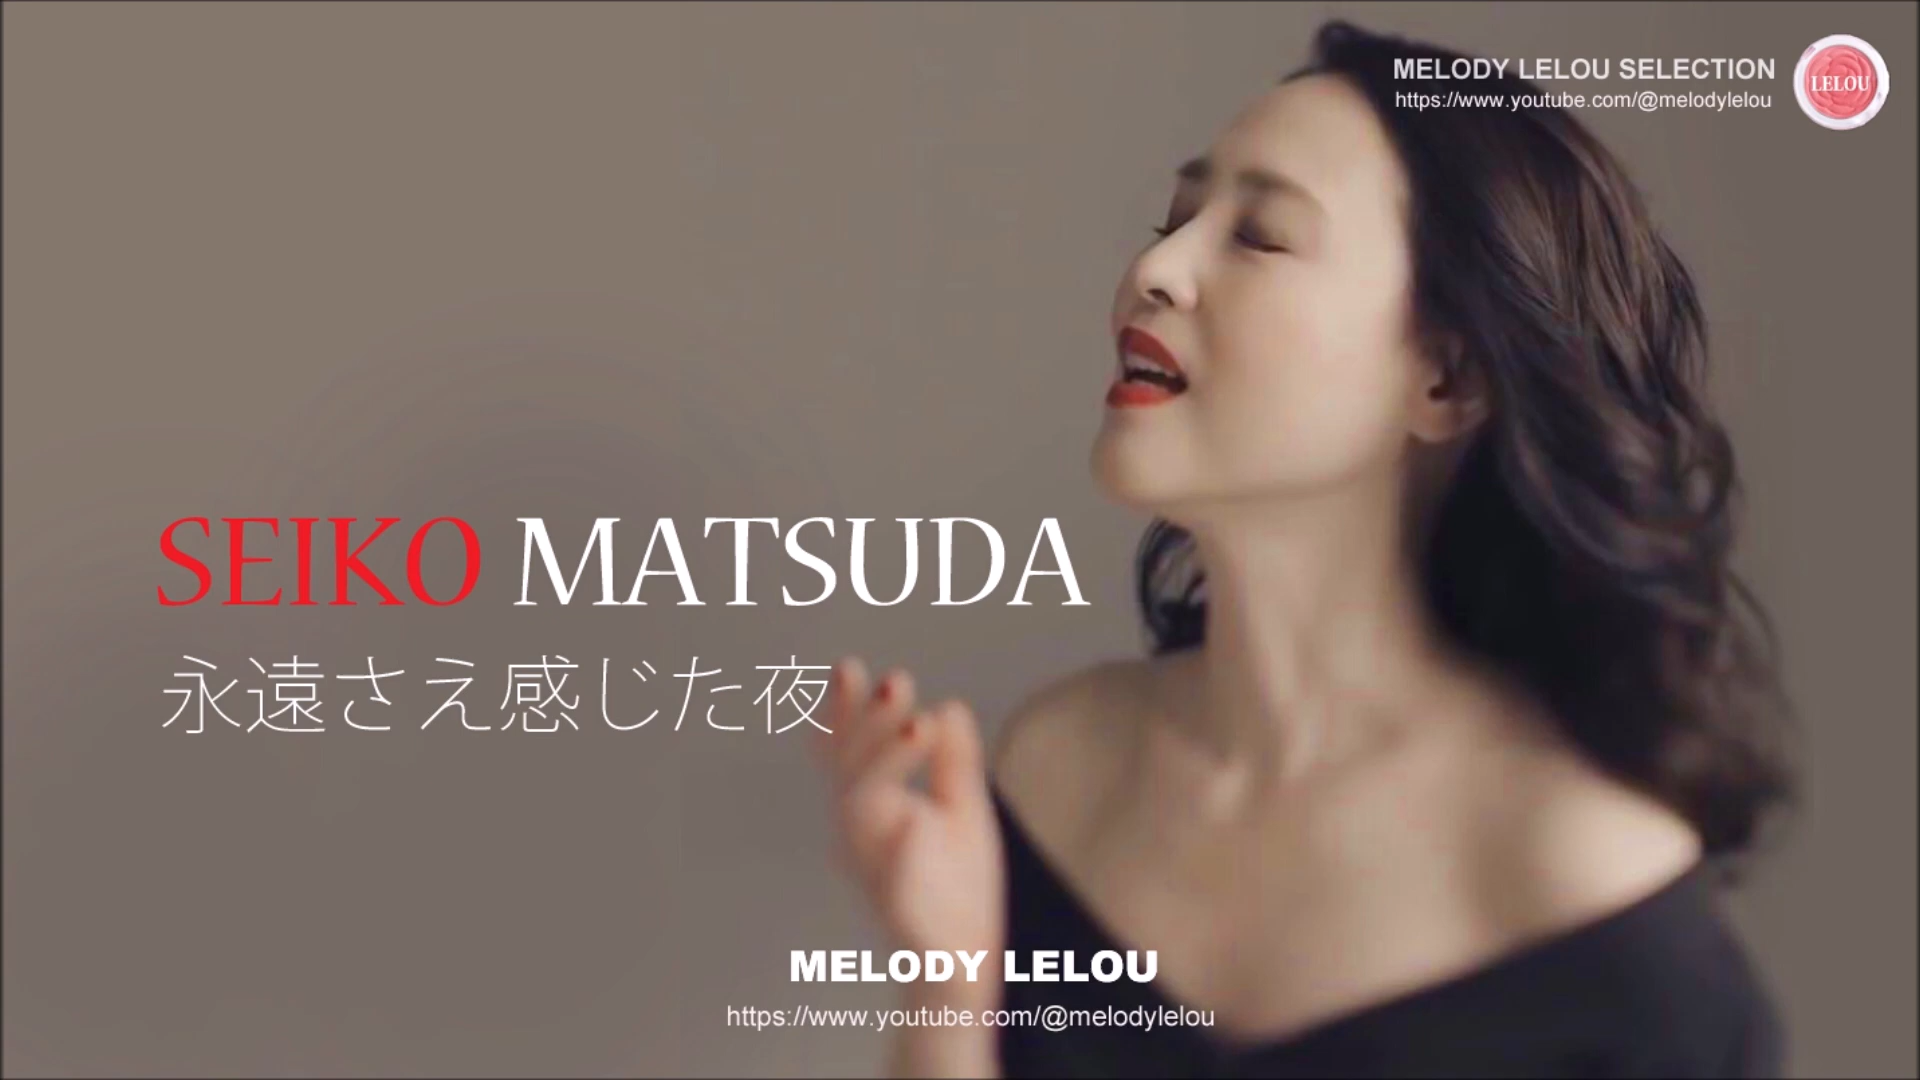 MELODY LELOU SELECTION
https://www.youtube.com/@melodylelou
LELOU
SEIKO MATSUDA
永遠さえ感じた夜
MELODY LELOU
https://www.youtube.com/@melodylelou